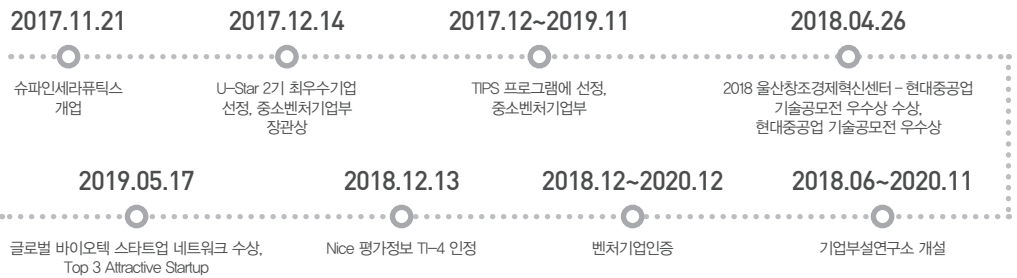 2017.11.21
슈파인세라퓨틱스
개업
2017.12.14
U-Star 2기 최우수기업
선정, 중소벤처기업부
장관상
2017.12~2019.11
TIPS 프로그램에 선정,
중소벤처기업부
2018.04.26
2018 울산창조경제혁신센터 - 현대중공업
기술공모전 우수상 수상,
현대중공업 기술공모전 우수상
2018.06~2020.11
기업부설연구소 개설
2018.12~2020.12
벤처기업인증
2018.12.13
Nice 평가정보 TI-4 인정
2019.05.17
글로벌 바이오텍 스타트업 네트워크 수상,
Top 3 Attractive Startup